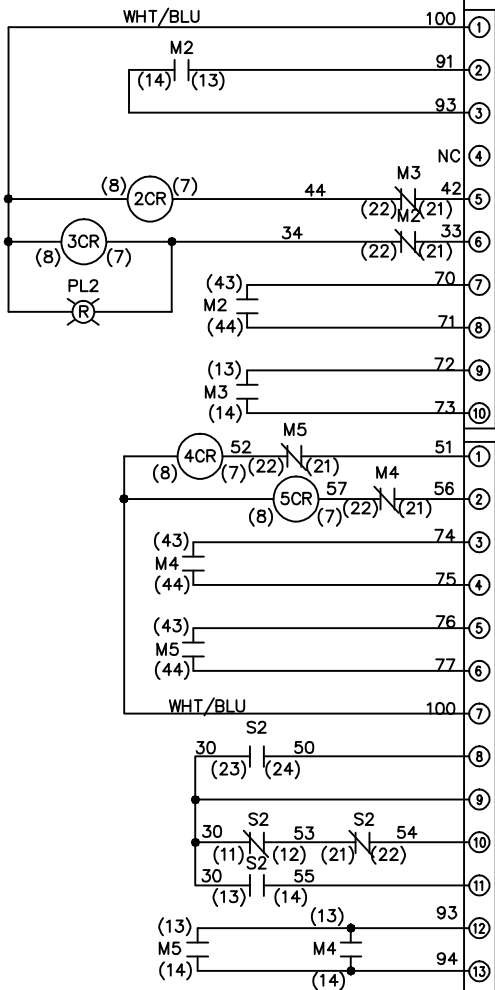 WHT/BLU 100 1
M2 91 2
(14) (13)
93 3
NC 4
M3
(8) 2CR (7) 44 42 5
(22) (21)
M2
3CR 34 33 6
(8) (7) (22) (21)
PL2
R
(43) 70 7
M2
(44) 71 8
(13) 72 9
M3
(14) 73 10
M5
4CR 52 51 1
(8) (7) (22) (21)
M4
5CR 57 56 2
(8) (7) (22) (21)
(43) 74 3
M4
(44) 75 4
(43) 76 5
M5
(44) 77 6
WHT/BLU 100 7
S2
30 50 8
(23) (24)
9
S2 S2
30 53 54 10
(11) (12) (21) (22)
S2
30 55 11
(13) (14)
(13) (13) 93 12
M5 M4
(14) (14) 94 13